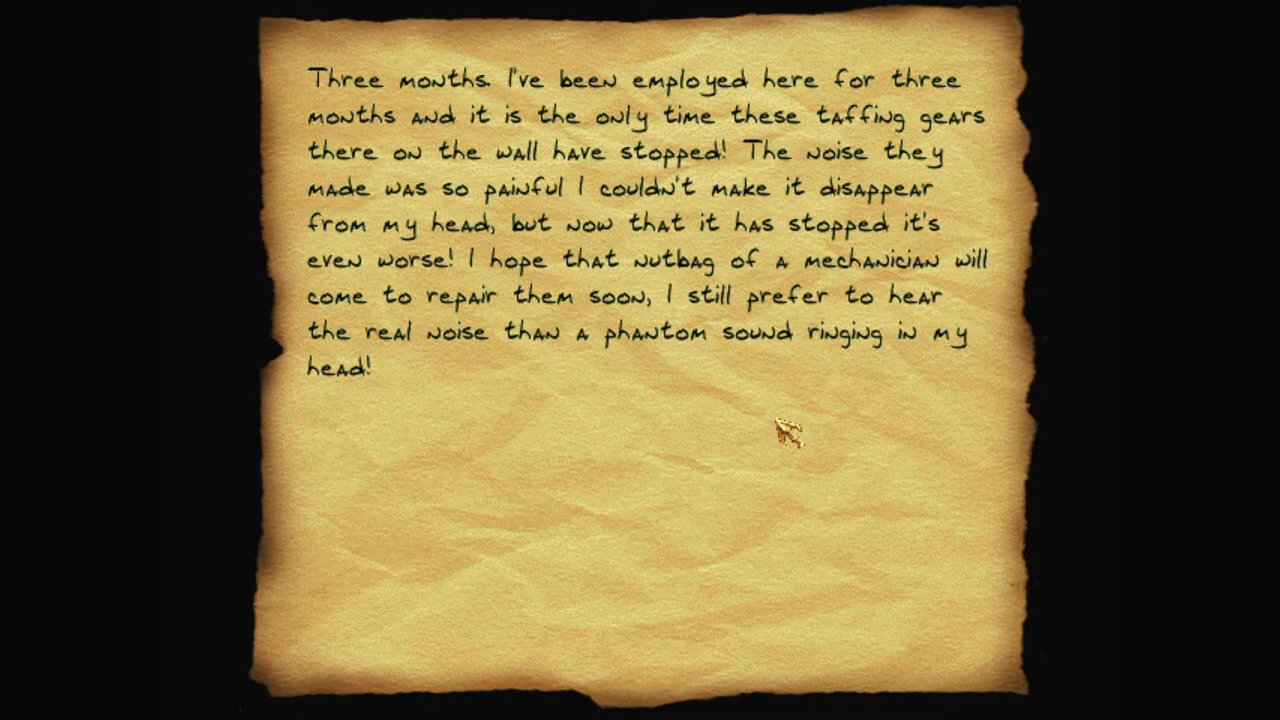 Three months. I've been employed here for three
months and it is the only time these taffing gears
there on the wall have stopped! The noise they
made was so painful I couldn't make it disappear
from my head, but now that it has stopped it's
even worse! I hope that nutbag of a mechanician will
come to repair them soon, I still prefer to hear
the real noise than a phantom sound ringing in my
head!